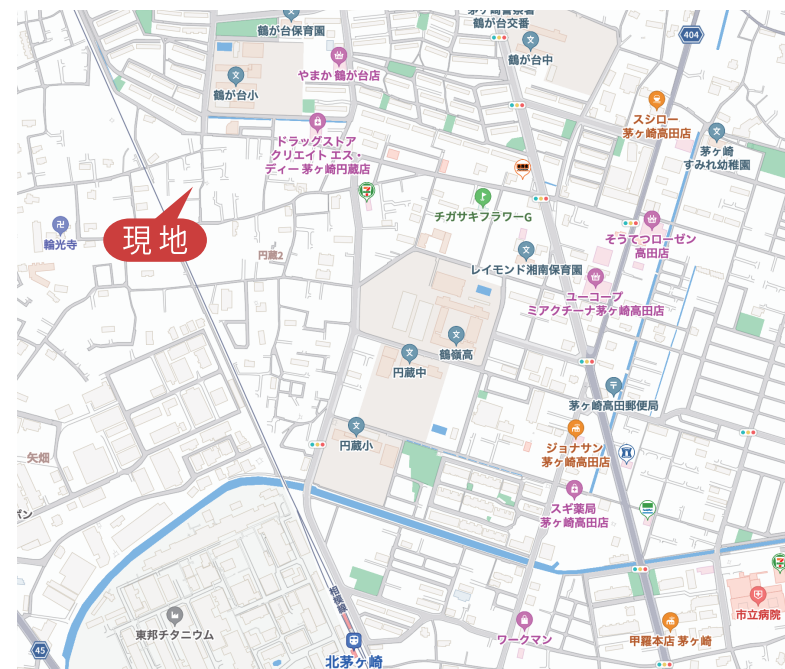 鶴が台保育園
茅ヶ崎警察署
鶴が台交番
404
鶴が台中
やまか 鶴が台店
鶴が台小
スシロー
茅ヶ崎高田店
ドラッグストア
クリエイト エス・
ディー 茅ヶ崎円蔵店
茅ヶ崎
すみれ幼稚園
チガサキフラワーG
輪光寺
現地
円蔵2
そうてつローゼン
高田店
レイモンド湘南保育園
ユーコープ
ミアクチーナ茅ヶ崎高田店
鶴嶺高
円蔵中
茅ヶ崎高田郵便局
円蔵小
ジョナサン
茅ヶ崎高田店
矢畑
スギ薬局
茅ヶ崎高田店
ポン
相模線
東邦チタニウム
市立病院
ワークマン
甲羅本店 茅ヶ崎
45
北茅ヶ崎